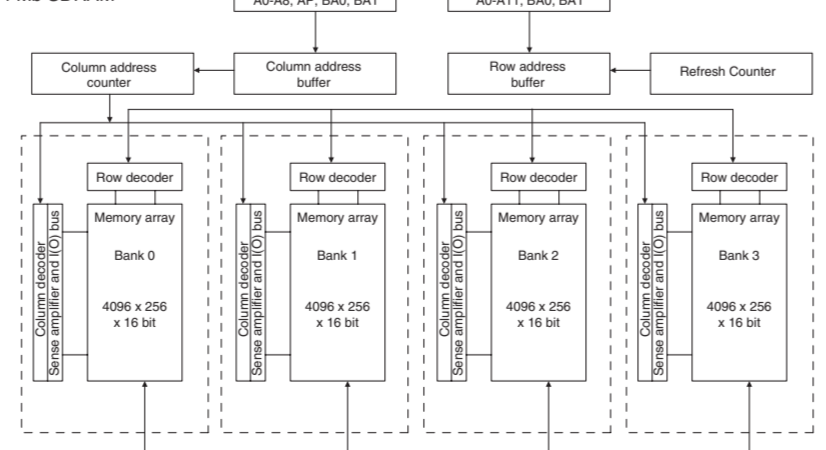 A0-A8, AP, BA0, BA1
A0-A11, BA0, BA1
Column address
counter
Column address
buffer
Row address
buffer
Refresh Counter
Row decoder
Row decoder
Row decoder
Row decoder
Column decoder
Sense amplifier and I(O) bus
Memory array
Bank 0
4096 x 256
x 16 bit
Column decoder
Sense amplifier and I(O) bus
Memory array
Bank 1
4096 x 256
x 16 bit
Column decoder
Sense amplifier and I(O) bus
Memory array
Bank 2
4096 x 256
x 16 bit
Column decoder
Sense amplifier and I(O) bus
Memory array
Bank 3
4096 x 256
x 16 bit